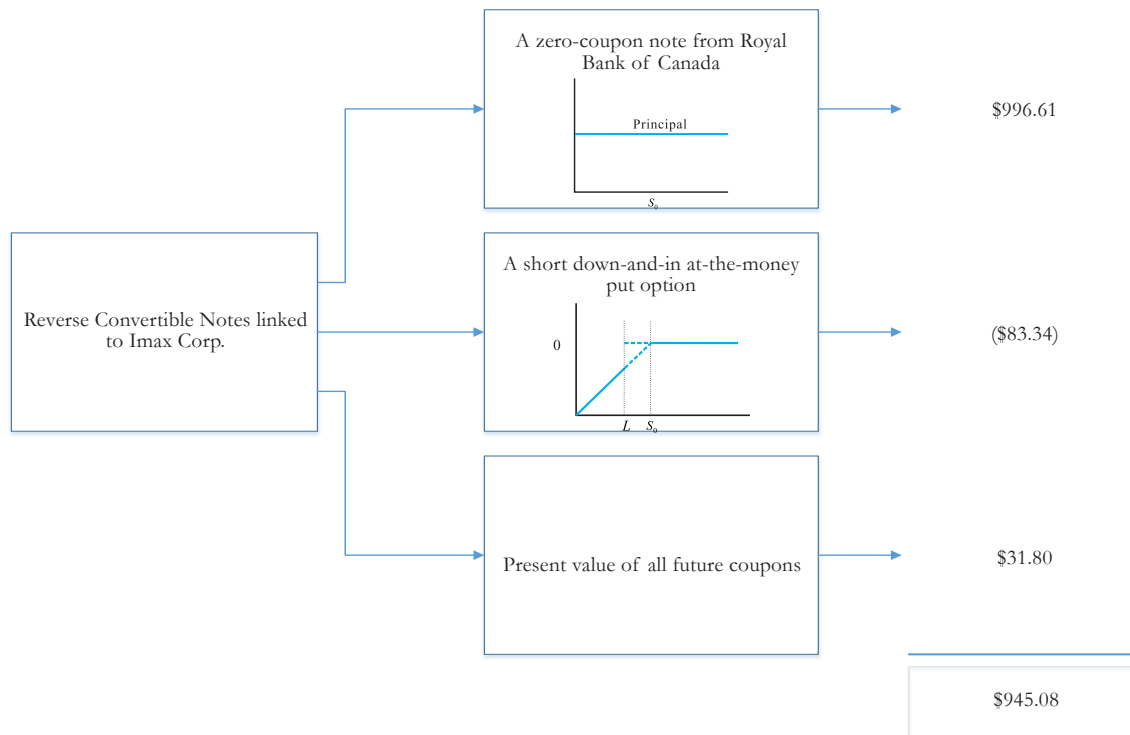 A zero-coupon note from Royal
Bank of Canada
Principal
S₀
$996.61
Reverse Convertible Notes linked
to Imax Corp.
A short down-and-in at-the-money
put option
0
L S₀
($83.34)
Present value of all future coupons
$31.80
$945.08